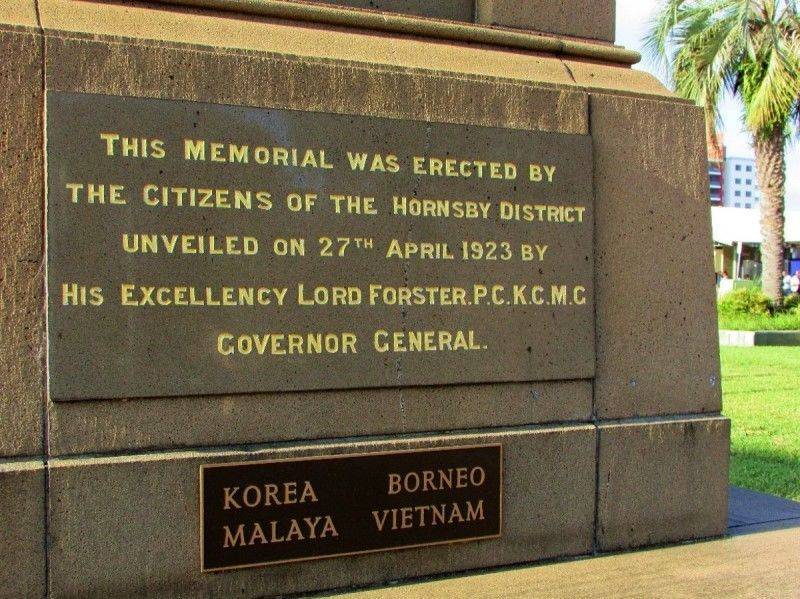 THIS MEMORIAL WAS ERECTED BY
THE CITIZENS OF THE HORNSBY DISTRICT
UNVEILED ON 27TH APRIL 1923 BY
HIS EXCELLENCY LORD FORSTER.P.C.K.C.M.G
GOVERNOR GENERAL.
KOREA BORNEO
MALAYA VIETNAM